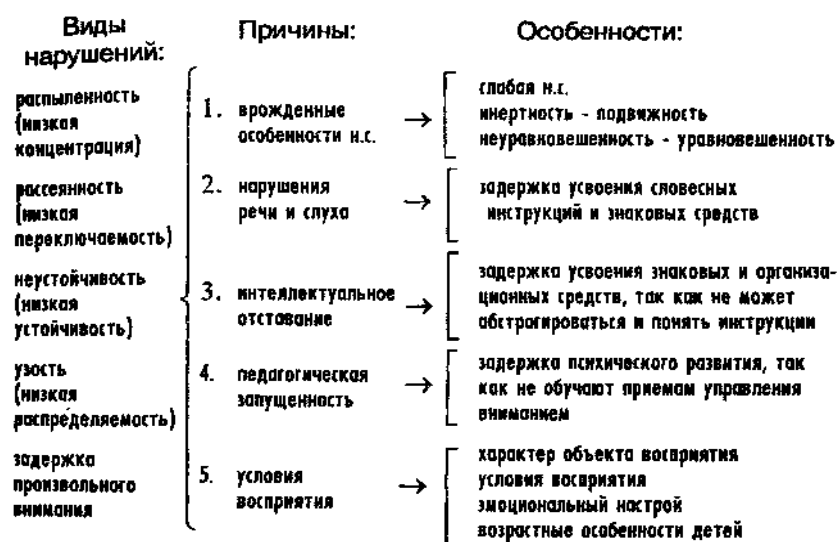 Виды
нарушений:
распыленность
(низкая
концентрация)
рассеянность
(низкая
переключаемость)
неустойчивость
(низкая
устойчивость)
узость
(низкая
распределяемость)
задержка
произвольного
внимания
Причины:
1. врожденные
особенности н.с.
2. нарушения
речи и слуха
3. интеллектуальное
отставание
4. педагогическая
запущенность
5. условия
восприятия
Особенности:
слабая н.с.
инертность - подвижность
неуравновешенность - уравновешенность
задержка усвоения словесных
инструкций и знаковых средств
задержка усвоения знаковых и организа-
ционных средств, так как не может
абстрагироваться и понять инструкции
задержка психического развития, так
как не обучают приемам управления
вниманием
характер объекта восприятия
условия восприятия
эмоциональный настрой
возрастные особенности детей